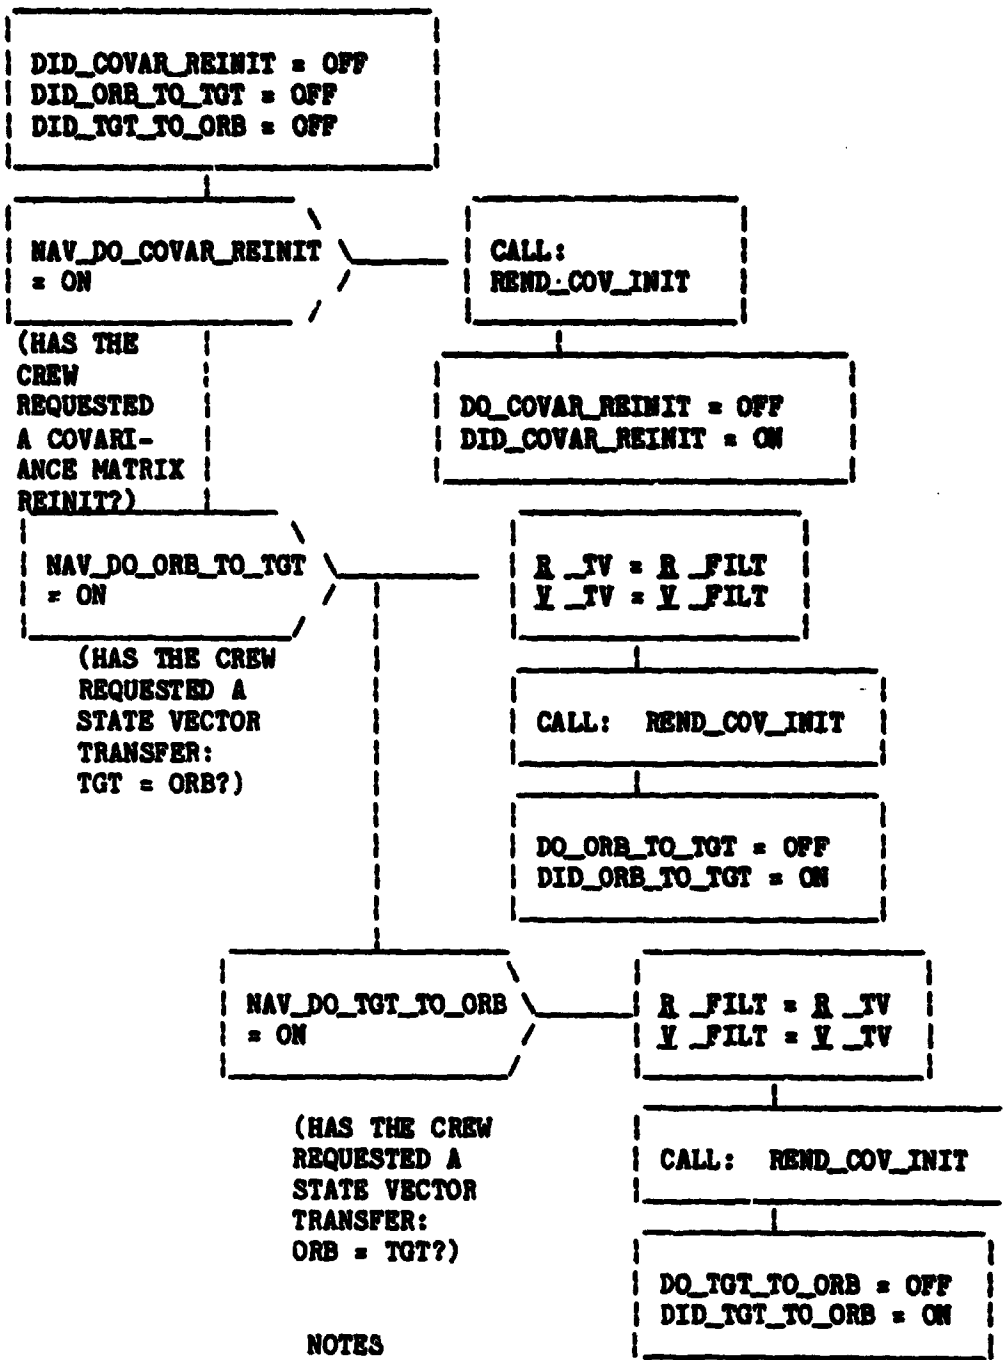 DID_COVAR_REINIT = OFF
DID_ORB_TO_TGT = OFF
DID_TGT_TO_ORB = OFF
NAV_DO_COVAR_REINIT
= ON
CALL:
REND_COV_INIT
(HAS THE
CREW
REQUESTED
A COVARI-
ANCE MATRIX
REINIT?)
DO_COVAR_REINIT = OFF
DID_COVAR_REINIT = ON
NAV_DO_ORB_TO_TGT
= ON
R _TV = R _FILT
V _TV = V _FILT
(HAS THE CREW
REQUESTED A
STATE VECTOR
TRANSFER:
TGT = ORB?)
CALL: REND_COV_INIT
DO_ORB_TO_TGT = OFF
DID_ORB_TO_TGT = ON
NAV_DO_TGT_TO_ORB
= ON
R _FILT = R _TV
V _FILT = V _TV
(HAS THE CREW
REQUESTED A
STATE VECTOR
TRANSFER:
ORB = TGT?)
CALL: REND_COV_INIT
DO_TGT_TO_ORB = OFF
DID_TGT_TO_ORB = ON
NOTES